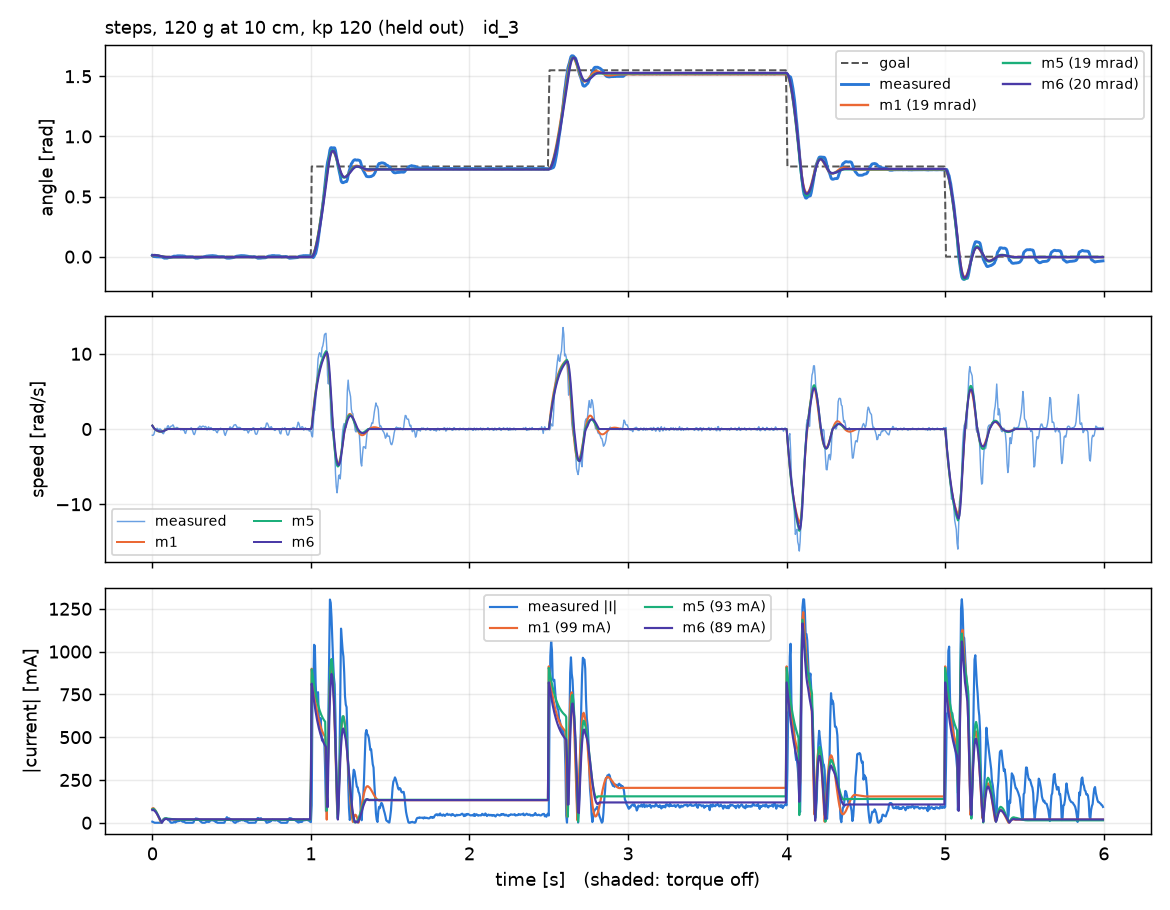 steps, 120 g at 10 cm, kp 120 (held out)   id_3
angle [rad]
1.5
1.0
0.5
0.0
goal
measured
m1 (19 mrad)
m5 (19 mrad)
m6 (20 mrad)
speed [rad/s]
10
0
−10
measured
m1
m5
m6
|current| [mA]
1250
1000
750
500
250
0
measured |I|
m1 (99 mA)
m5 (93 mA)
m6 (89 mA)
0 1 2 3 4 5 6
time [s]   (shaded: torque off)